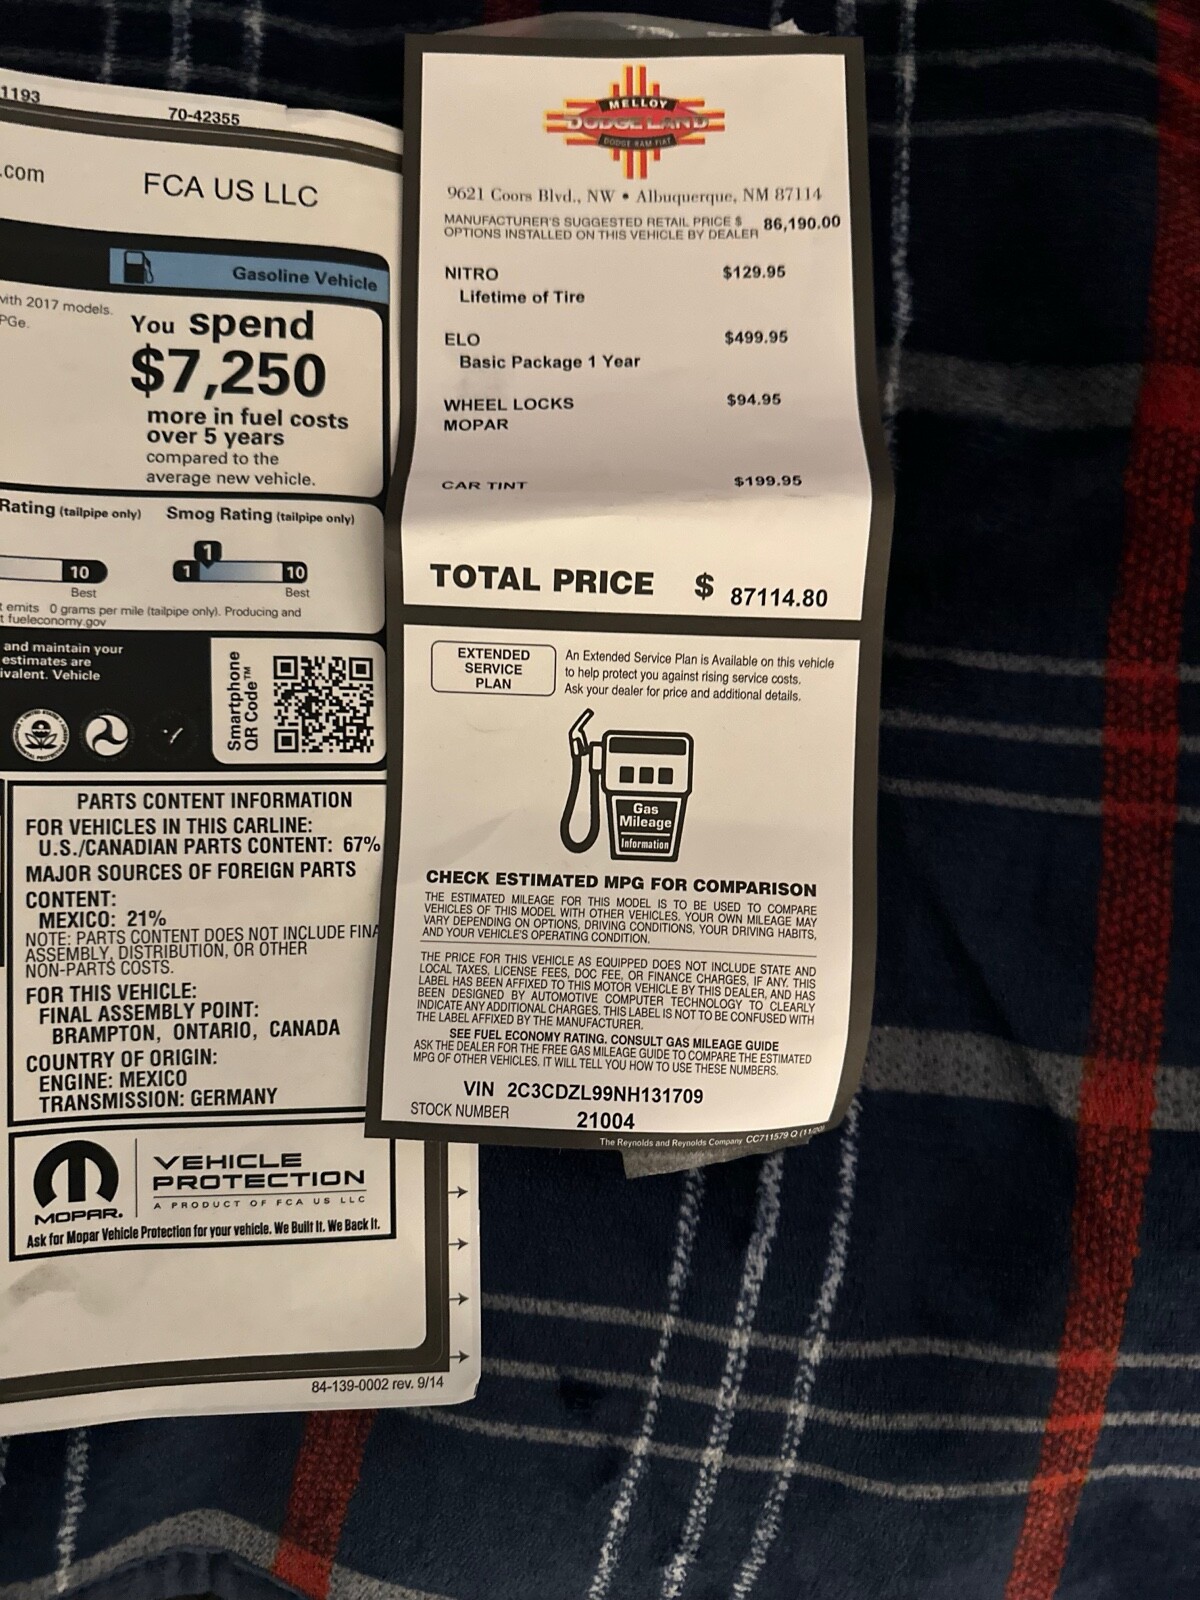 1193
70-42355
.com
FCA US LLC
Gasoline Vehicle
with 2017 models.
PGe.
You spend
$7,250
more in fuel costs
over 5 years
compared to the
average new vehicle.
Rating (tailpipe only)
Smog Rating (tailpipe only)
10
Best
1
1
10
Best
emits 0 grams per mile (tailpipe only). Producing and
fueleconomy.gov
and maintain your
estimates are
ivalent. Vehicle
Smartphone
QR Code™
PARTS CONTENT INFORMATION
FOR VEHICLES IN THIS CARLINE:
U.S./CANADIAN PARTS CONTENT: 67%
MAJOR SOURCES OF FOREIGN PARTS
CONTENT:
MEXICO: 21%
NOTE: PARTS CONTENT DOES NOT INCLUDE FINA
ASSEMBLY, DISTRIBUTION, OR OTHER
NON-PARTS COSTS.
FOR THIS VEHICLE:
FINAL ASSEMBLY POINT:
BRAMPTON, ONTARIO, CANADA
COUNTRY OF ORIGIN:
ENGINE: MEXICO
TRANSMISSION: GERMANY
MOPAR.
VEHICLE
PROTECTION
A PRODUCT OF FCA US LLC
Ask for Mopar Vehicle Protection for your vehicle. We Built It. We Back It.
84-139-0002 rev. 9/14
MELLOY
DODGELAND
DODGE RAM FIAT
9621 Coors Blvd., NW • Albuquerque, NM 87114
MANUFACTURER'S SUGGESTED RETAIL PRICE $ 86,190.00
OPTIONS INSTALLED ON THIS VEHICLE BY DEALER
NITRO $129.95
Lifetime of Tire
ELO $499.95
Basic Package 1 Year
WHEEL LOCKS $94.95
MOPAR
CAR TINT $199.95
TOTAL PRICE $ 87114.80
EXTENDED
SERVICE
PLAN
An Extended Service Plan is Available on this vehicle
to help protect you against rising service costs.
Ask your dealer for price and additional details.
Gas
Mileage
Information
CHECK ESTIMATED MPG FOR COMPARISON
THE ESTIMATED MILEAGE FOR THIS MODEL IS TO BE USED TO COMPARE
VEHICLES OF THIS MODEL WITH OTHER VEHICLES. YOUR OWN MILEAGE MAY
VARY DEPENDING ON OPTIONS, DRIVING CONDITIONS, YOUR DRIVING HABITS,
AND YOUR VEHICLE'S OPERATING CONDITION.
THE PRICE FOR THIS VEHICLE AS EQUIPPED DOES NOT INCLUDE STATE AND
LOCAL TAXES, LICENSE FEES, DOC FEE, OR FINANCE CHARGES, IF ANY. THIS
LABEL HAS BEEN AFFIXED TO THIS MOTOR VEHICLE BY THIS DEALER, AND HAS
BEEN DESIGNED BY AUTOMOTIVE COMPUTER TECHNOLOGY TO CLEARLY
INDICATE ANY ADDITIONAL CHARGES. THIS LABEL IS NOT TO BE CONFUSED WITH
THE LABEL AFFIXED BY THE MANUFACTURER.
SEE FUEL ECONOMY RATING. CONSULT GAS MILEAGE GUIDE
ASK THE DEALER FOR THE FREE GAS MILEAGE GUIDE TO COMPARE THE ESTIMATED
MPG OF OTHER VEHICLES. IT WILL TELL YOU HOW TO USE THESE NUMBERS.
VIN 2C3CDZL99NH131709
STOCK NUMBER 21004
The Reynolds and Reynolds Company CC711579 Q